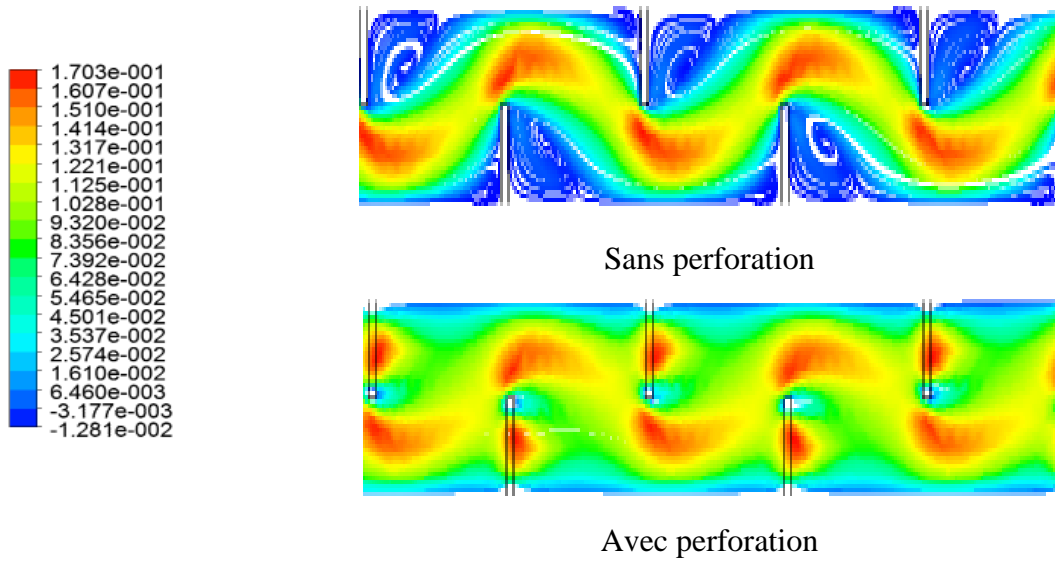 1.703e-001
1.607e-001
1.510e-001
1.414e-001
1.317e-001
1.221e-001
1.125e-001
1.028e-001
9.320e-002
8.356e-002
7.392e-002
6.428e-002
5.465e-002
4.501e-002
3.537e-002
2.574e-002
1.610e-002
6.460e-003
-3.177e-003
-1.281e-002
Sans perforation
Avec perforation